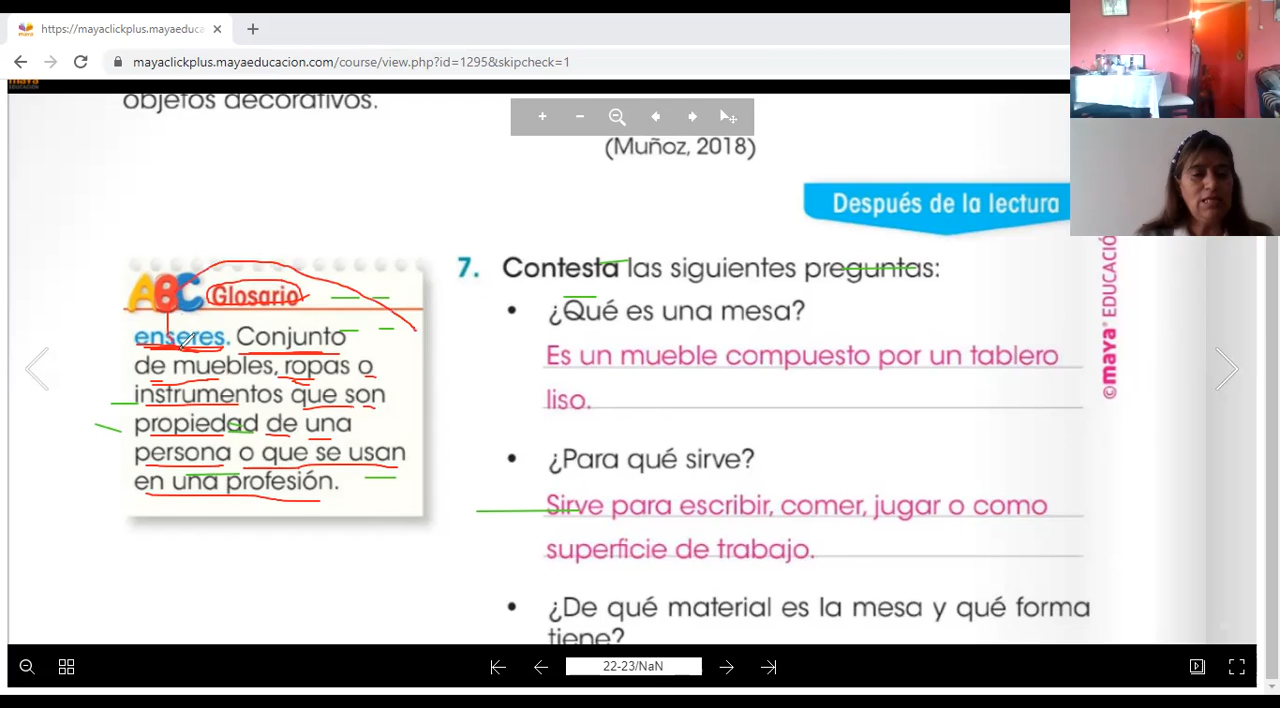 https://mayaclickplus.mayaeduca
mayaclickplus.mayaeducacion.com/course/view.php?id=1295&skipcheck=1
objetos decorativos.
(Muñoz, 2018)
Después de la lectura
ABC Glosario
enseres. Conjunto
de muebles, ropas o
instrumentos que son
propiedad de una
persona o que se usan
en una profesión.
7. Contesta las siguientes preguntas:
• ¿Qué es una mesa?
Es un mueble compuesto por un tablero
liso.
• ¿Para qué sirve?
Sirve para escribir, comer, jugar o como
superficie de trabajo.
• ¿De qué material es la mesa y qué forma
tiene?
©maya® EDUCACIÓ
22-23/NaN